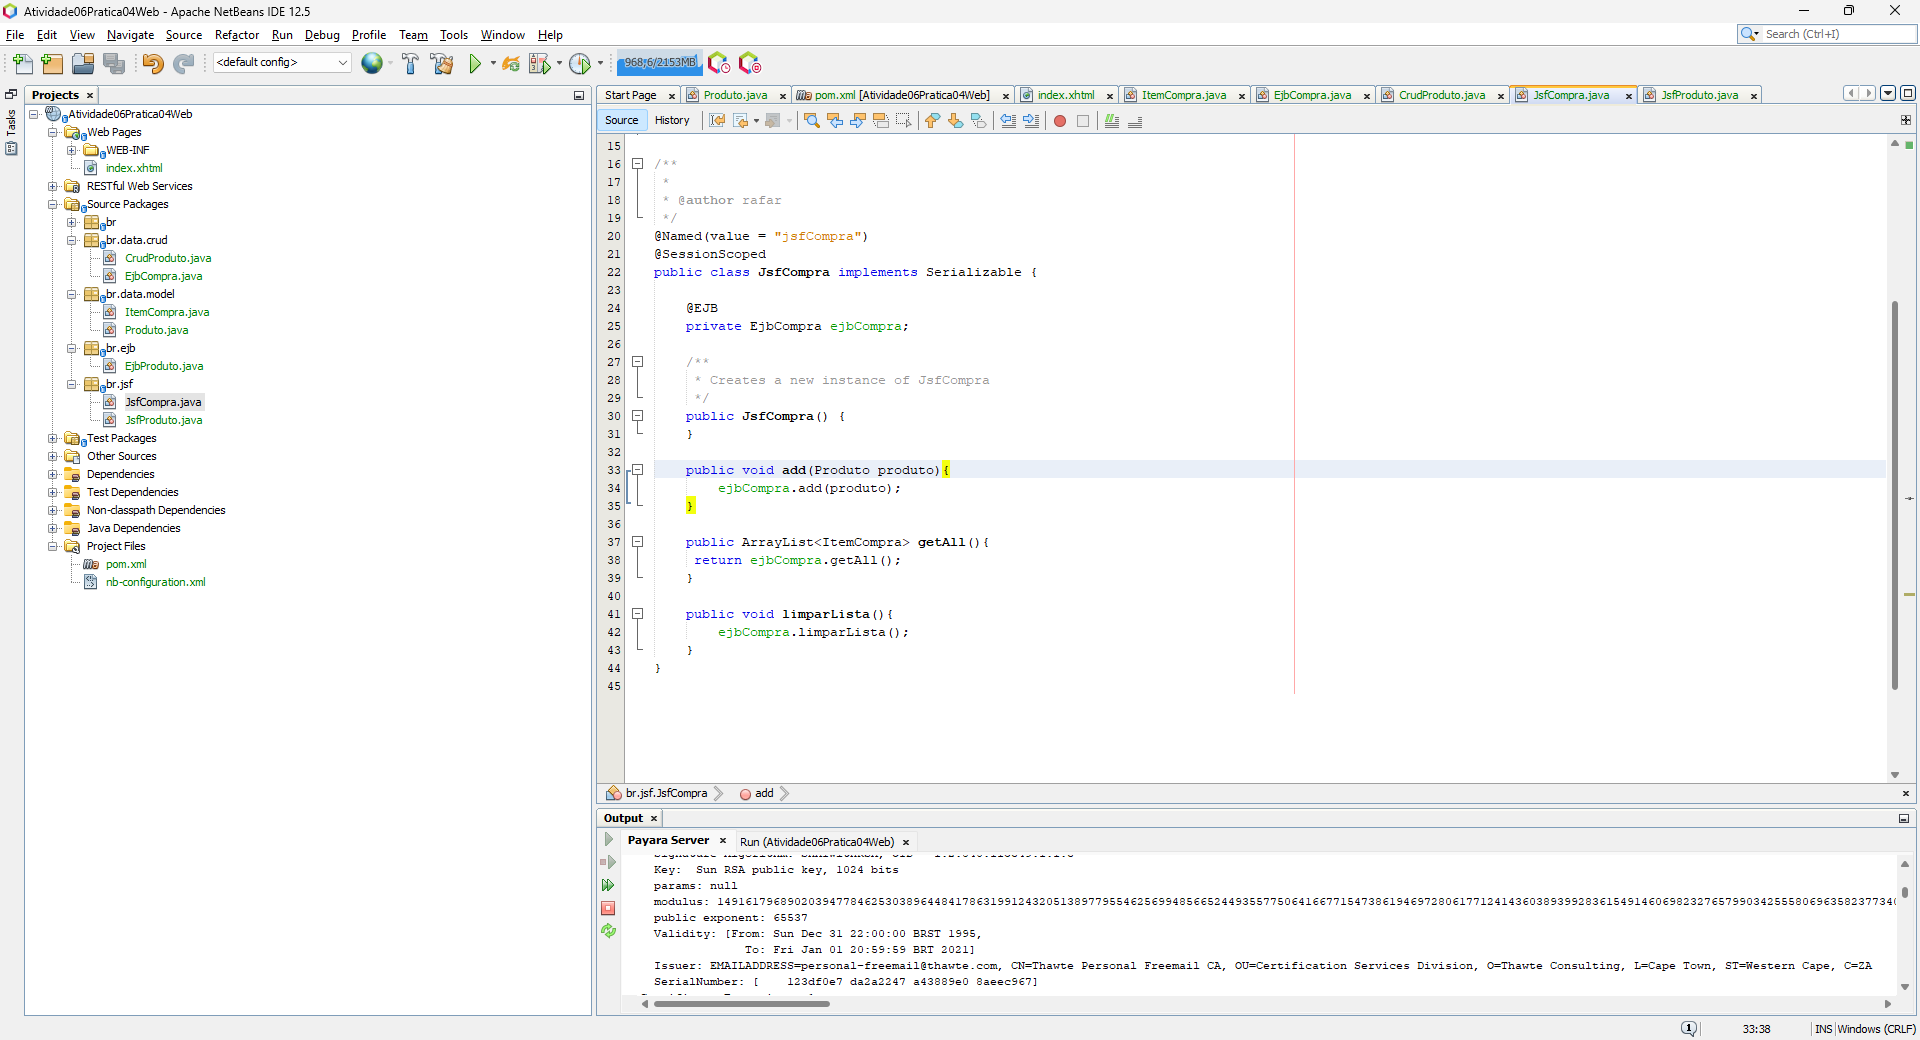 Atividade06Pratica04Web - Apache NetBeans IDE 12.5
File Edit View Navigate Source Refactor Run Debug Profile Team Tools Window Help
Search (Ctrl+I)
<default config>
968,6/2153MB
Tasks
Projects
Atividade06Pratica04Web
Web Pages
WEB-INF
index.xhtml
RESTful Web Services
Source Packages
br
br.data.crud
CrudProduto.java
EjbCompra.java
br.data.model
ItemCompra.java
Produto.java
br.ejb
EjbProduto.java
br.jsf
JsfCompra.java
JsfProduto.java
Test Packages
Other Sources
Dependencies
Test Dependencies
Non-classpath Dependencies
Java Dependencies
Project Files
pom.xml
nb-configuration.xml
Start Page Produto.java pom.xml [Atividade06Pratica04Web] index.xhtml ItemCompra.java EjbCompra.java CrudProduto.java JsfCompra.java JsfProduto.java
Source History
15
16 /**
17 *
18 * @author rafar
19 */
20 @Named(value = "jsfCompra")
21 @SessionScoped
22 public class JsfCompra implements Serializable {
23
24 @EJB
25 private EjbCompra ejbCompra;
26
27 /**
28 * Creates a new instance of JsfCompra
29 */
30 public JsfCompra() {
31 }
32
33 public void add(Produto produto){
34 ejbCompra.add(produto);
35 }
36
37 public ArrayList<ItemCompra> getAll(){
38 return ejbCompra.getAll();
39 }
40
41 public void limparLista(){
42 ejbCompra.limparLista();
43 }
44 }
45
br.jsf.JsfCompra add
Output
Payara Server Run (Atividade06Pratica04Web)
Key: Sun RSA public key, 1024 bits
params: null
public exponent: 65537
Validity: [From: Sun Dec 31 22:00:00 BRST 1995,
To: Fri Jan 01 20:59:59 BRT 2021]
Issuer: EMAILADDRESS=personal-freemail@thawte.com, CN=Thawte Personal Freemail CA, OU=Certification Services Division, O=Thawte Consulting, L=Cape Town, ST=Western Cape, C=ZA
SerialNumber: [ 123df0e7 da2a2247 a43889e0 8aeec967]
1 33:38 INS Windows (CRLF)